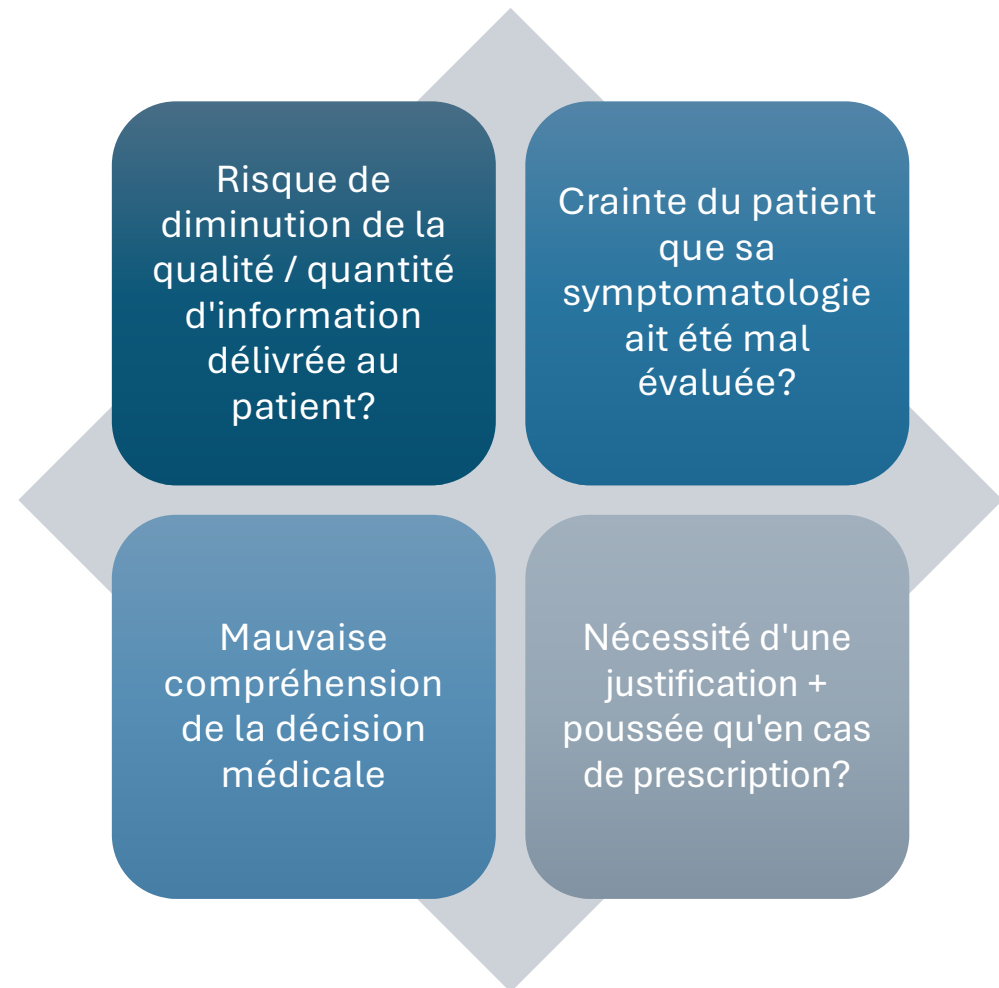 Risque de
diminution de la
qualité / quantité
d'information
délivrée au
patient?
Crainte du patient
que sa
symptomatologie
ait été mal
évaluée?
Mauvaise
compréhension
de la décision
médicale
Nécessité d'une
justification +
poussée qu'en cas
de prescription?